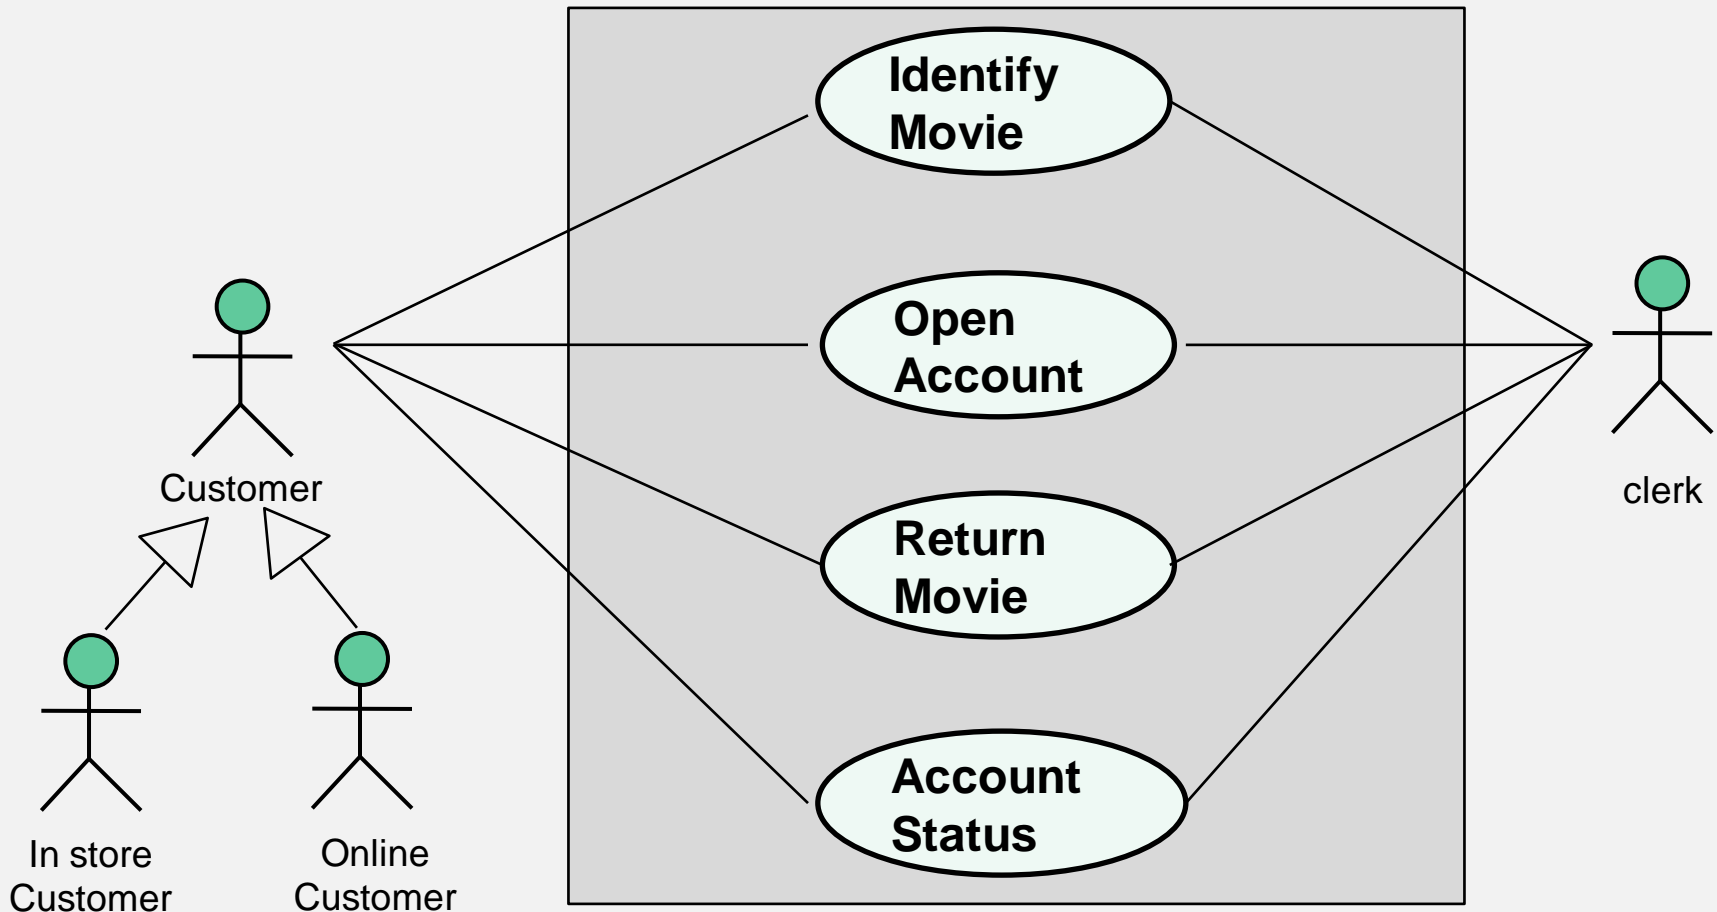 Identify
Movie
Open
Account
Customer
clerk
Return
Movie
Account
Status
In store
Customer
Online
Customer